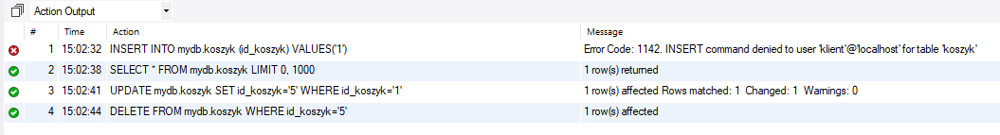 Action Output
# Time Action Message
1 15:02:32 INSERT INTO mydb.koszyk (id_koszyk) VALUES('1') Error Code: 1142. INSERT command denied to user 'klient'@'localhost' for table 'koszyk'
2 15:02:38 SELECT * FROM mydb.koszyk LIMIT 0, 1000 1 row(s) returned
3 15:02:41 UPDATE mydb.koszyk SET id_koszyk='5' WHERE id_koszyk='1' 1 row(s) affected Rows matched: 1 Changed: 1 Warnings: 0
4 15:02:44 DELETE FROM mydb.koszyk WHERE id_koszyk='5' 1 row(s) affected